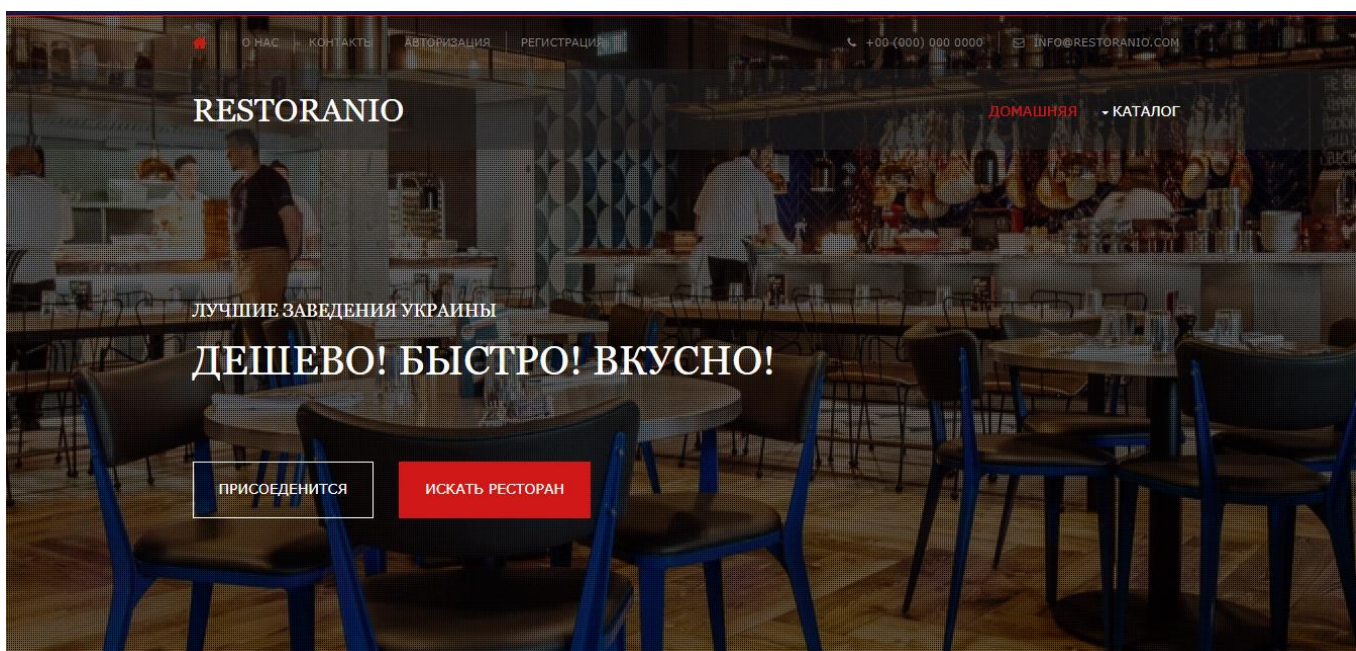 О НАС КОНТАКТЫ АВТОРИЗАЦИЯ РЕГИСТРАЦИЯ +00 (000) 000 0000 INFO@RESTORANIO.COM
RESTORANIO ДОМАШНЯЯ КАТАЛОГ
ЛУЧШИЕ ЗАВЕДЕНИЯ УКРАИНЫ
ДЕШЕВО! БЫСТРО! ВКУСНО!
ПРИСОЕДЕНИТСЯ ИСКАТЬ РЕСТОРАН